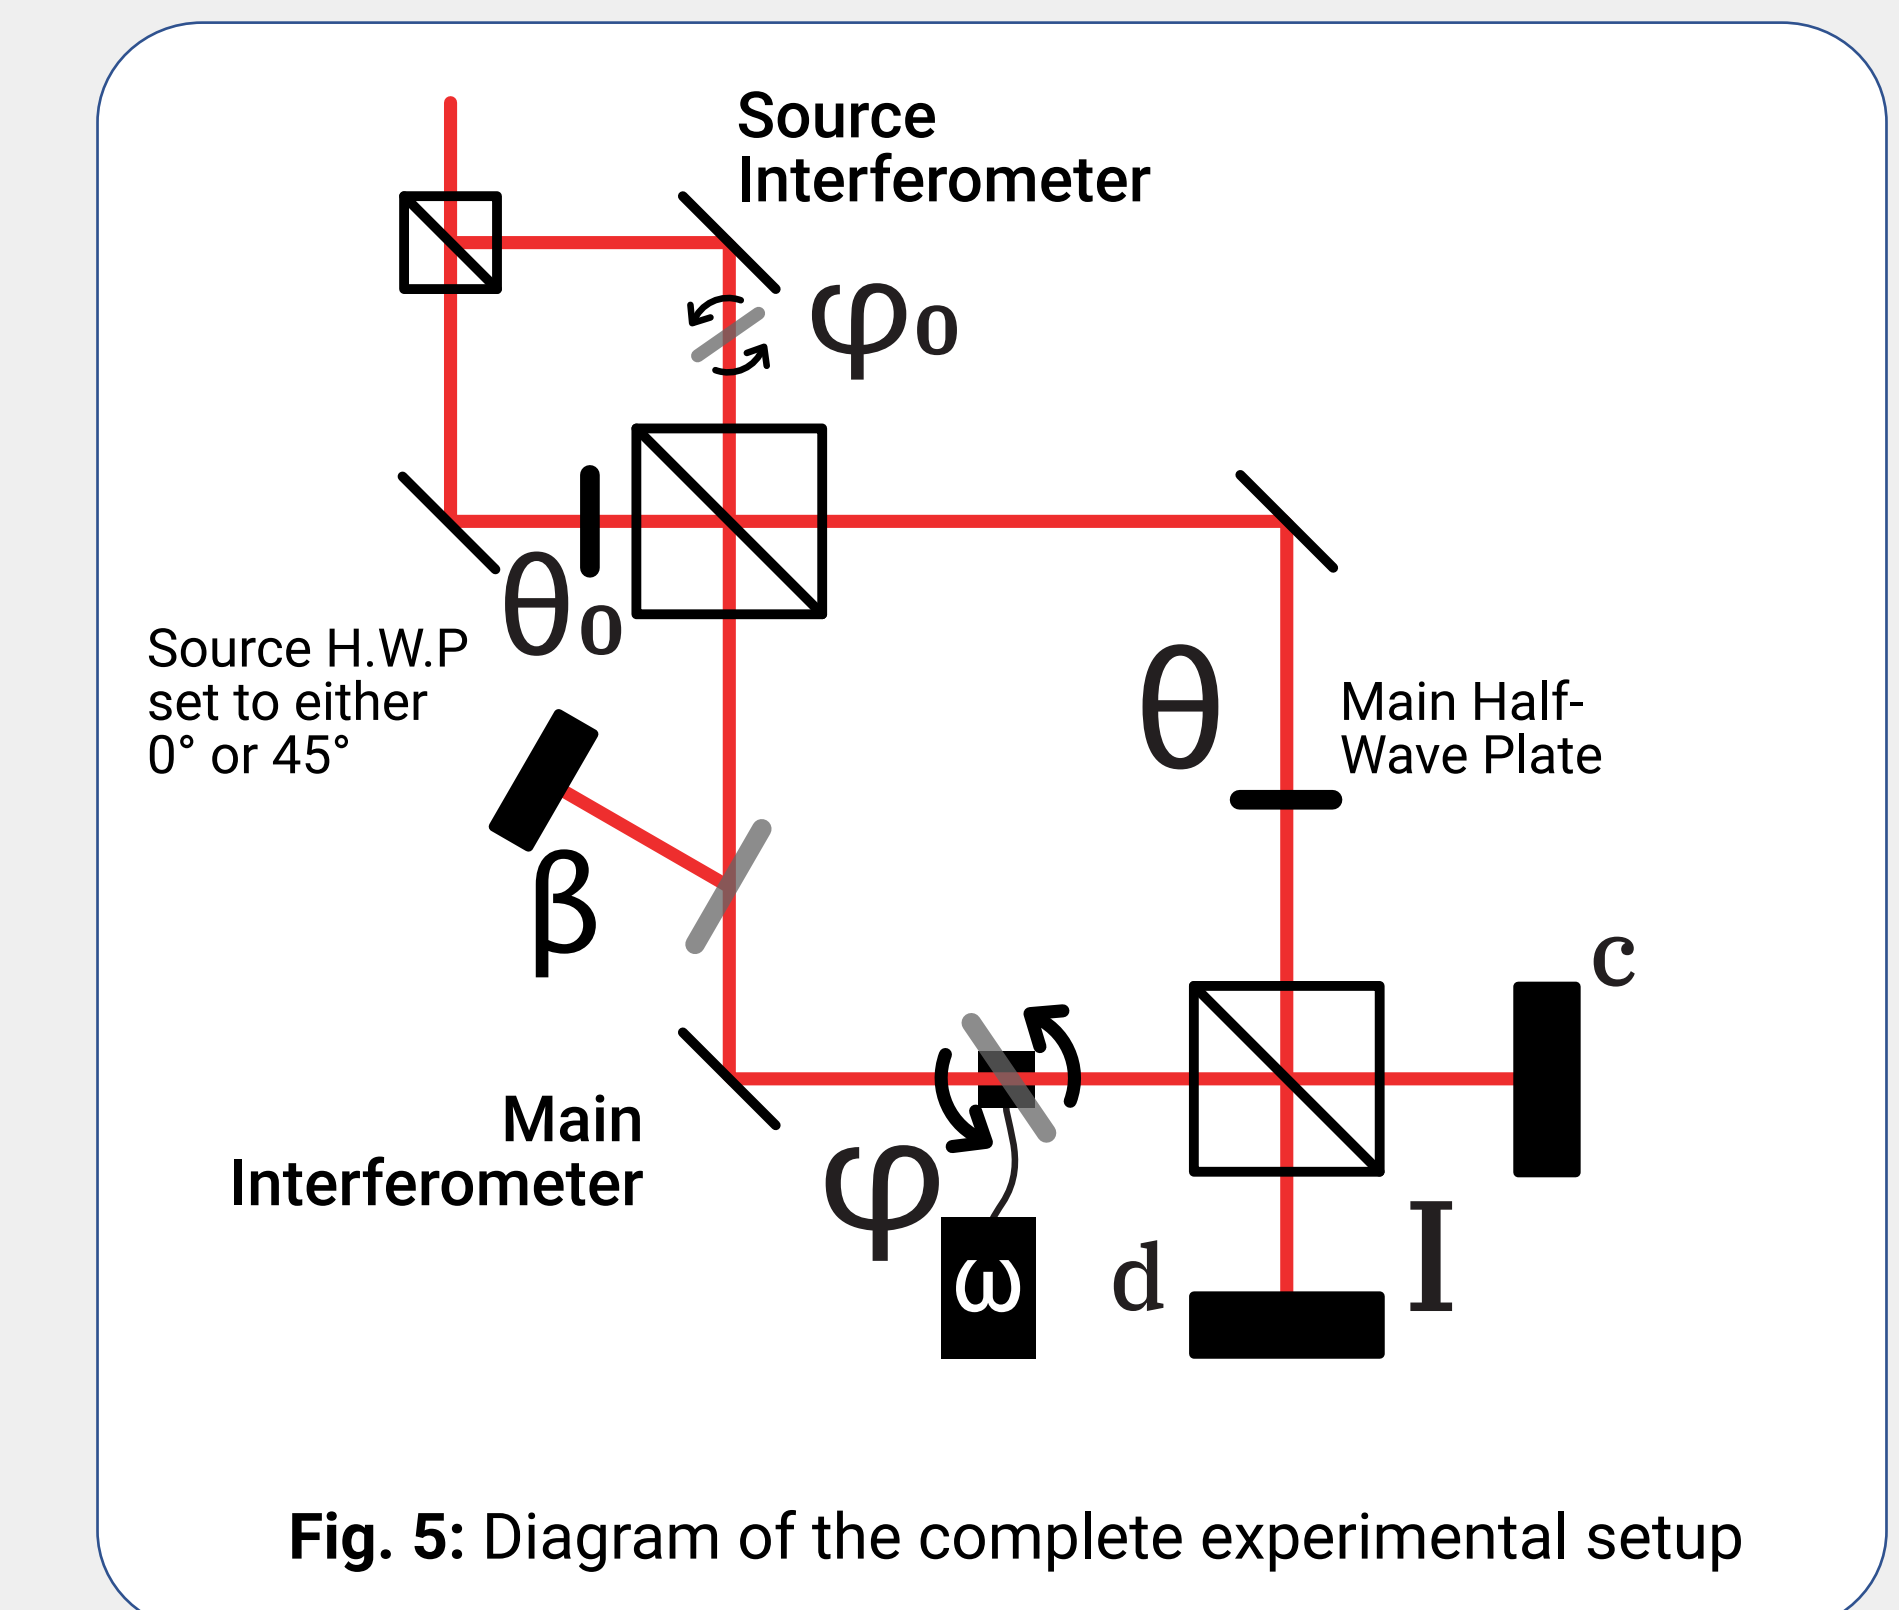 Source
Interferometer
φ₀
θ₀
Source H.W.P
set to either
0° or 45°
θ
Main Half-
Wave Plate
β
c
Main
Interferometer
φ
ω
d
I
Fig. 5: Diagram of the complete experimental setup